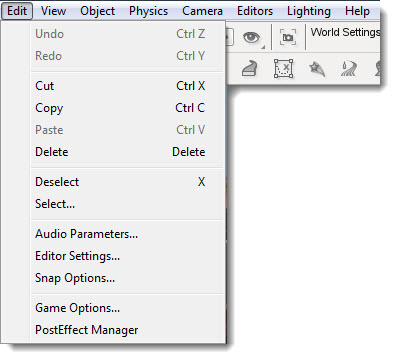 Edit View Object Physics Camera Editors Lighting Help
World Settings
Undo Ctrl Z
Redo Ctrl Y
Cut Ctrl X
Copy Ctrl C
Paste Ctrl V
Delete Delete
Deselect X
Select...
Audio Parameters...
Editor Settings...
Snap Options...
Game Options...
PostEffect Manager